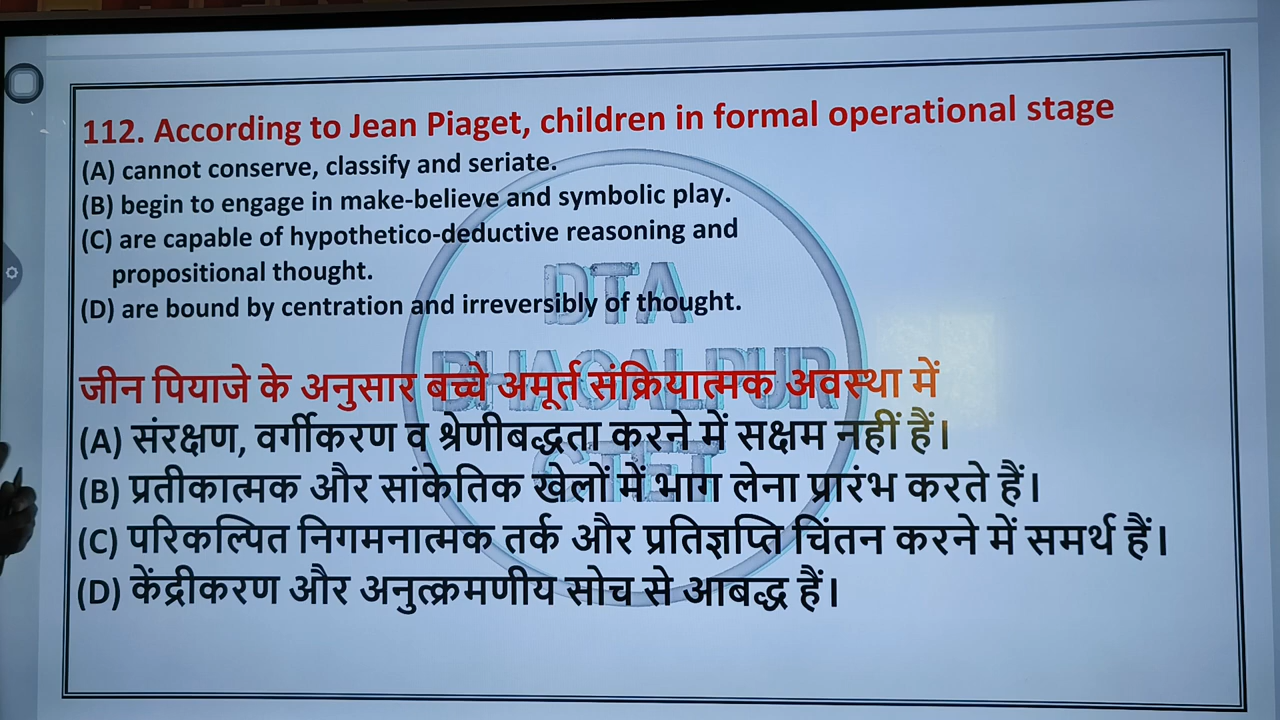 112. According to Jean Piaget, children in formal operational stage
(A) cannot conserve, classify and seriate.
(B) begin to engage in make-believe and symbolic play.
(C) are capable of hypothetico-deductive reasoning and
propositional thought.
(D) are bound by centration and irreversibly of thought.
जीन पियाजे के अनुसार बच्चे अमूर्त संक्रियात्मक अवस्था में
(A) संरक्षण, वर्गीकरण व श्रेणीबद्धता करने में सक्षम नहीं हैं।
(B) प्रतीकात्मक और सांकेतिक खेलों में भाग लेना प्रारंभ करते हैं।
(C) परिकल्पित निगमनात्मक तर्क और प्रतिज्ञप्ति चिंतन करने में समर्थ हैं।
(D) केंद्रीकरण और अनुत्क्रमणीय सोच से आबद्ध हैं।
DTA
BHAGALPUR
CTET